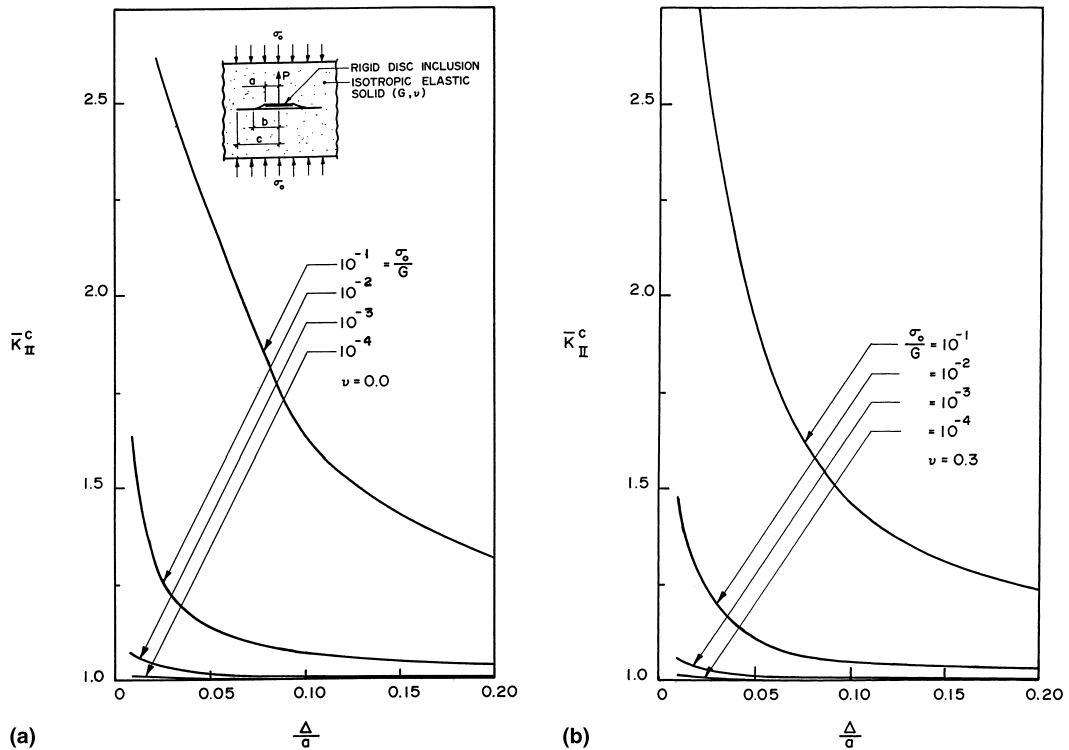 σ₀
P
a
b
c
σ₀
RIGID DISC INCLUSION
ISOTROPIC ELASTIC
SOLID (G, ν)
2.5
2.0
1.5
1.0
K̅ᶜ_II
10⁻¹ = σ₀/G
10⁻²
10⁻³
10⁻⁴
ν = 0.0
0
0.05
0.10
0.15
0.20
Δ/a
(a)
2.5
2.0
1.5
1.0
K̅ᶜ_II
σ₀/G = 10⁻¹
= 10⁻²
= 10⁻³
= 10⁻⁴
ν = 0.3
0
0.05
0.10
0.15
0.20
Δ/a
(b)